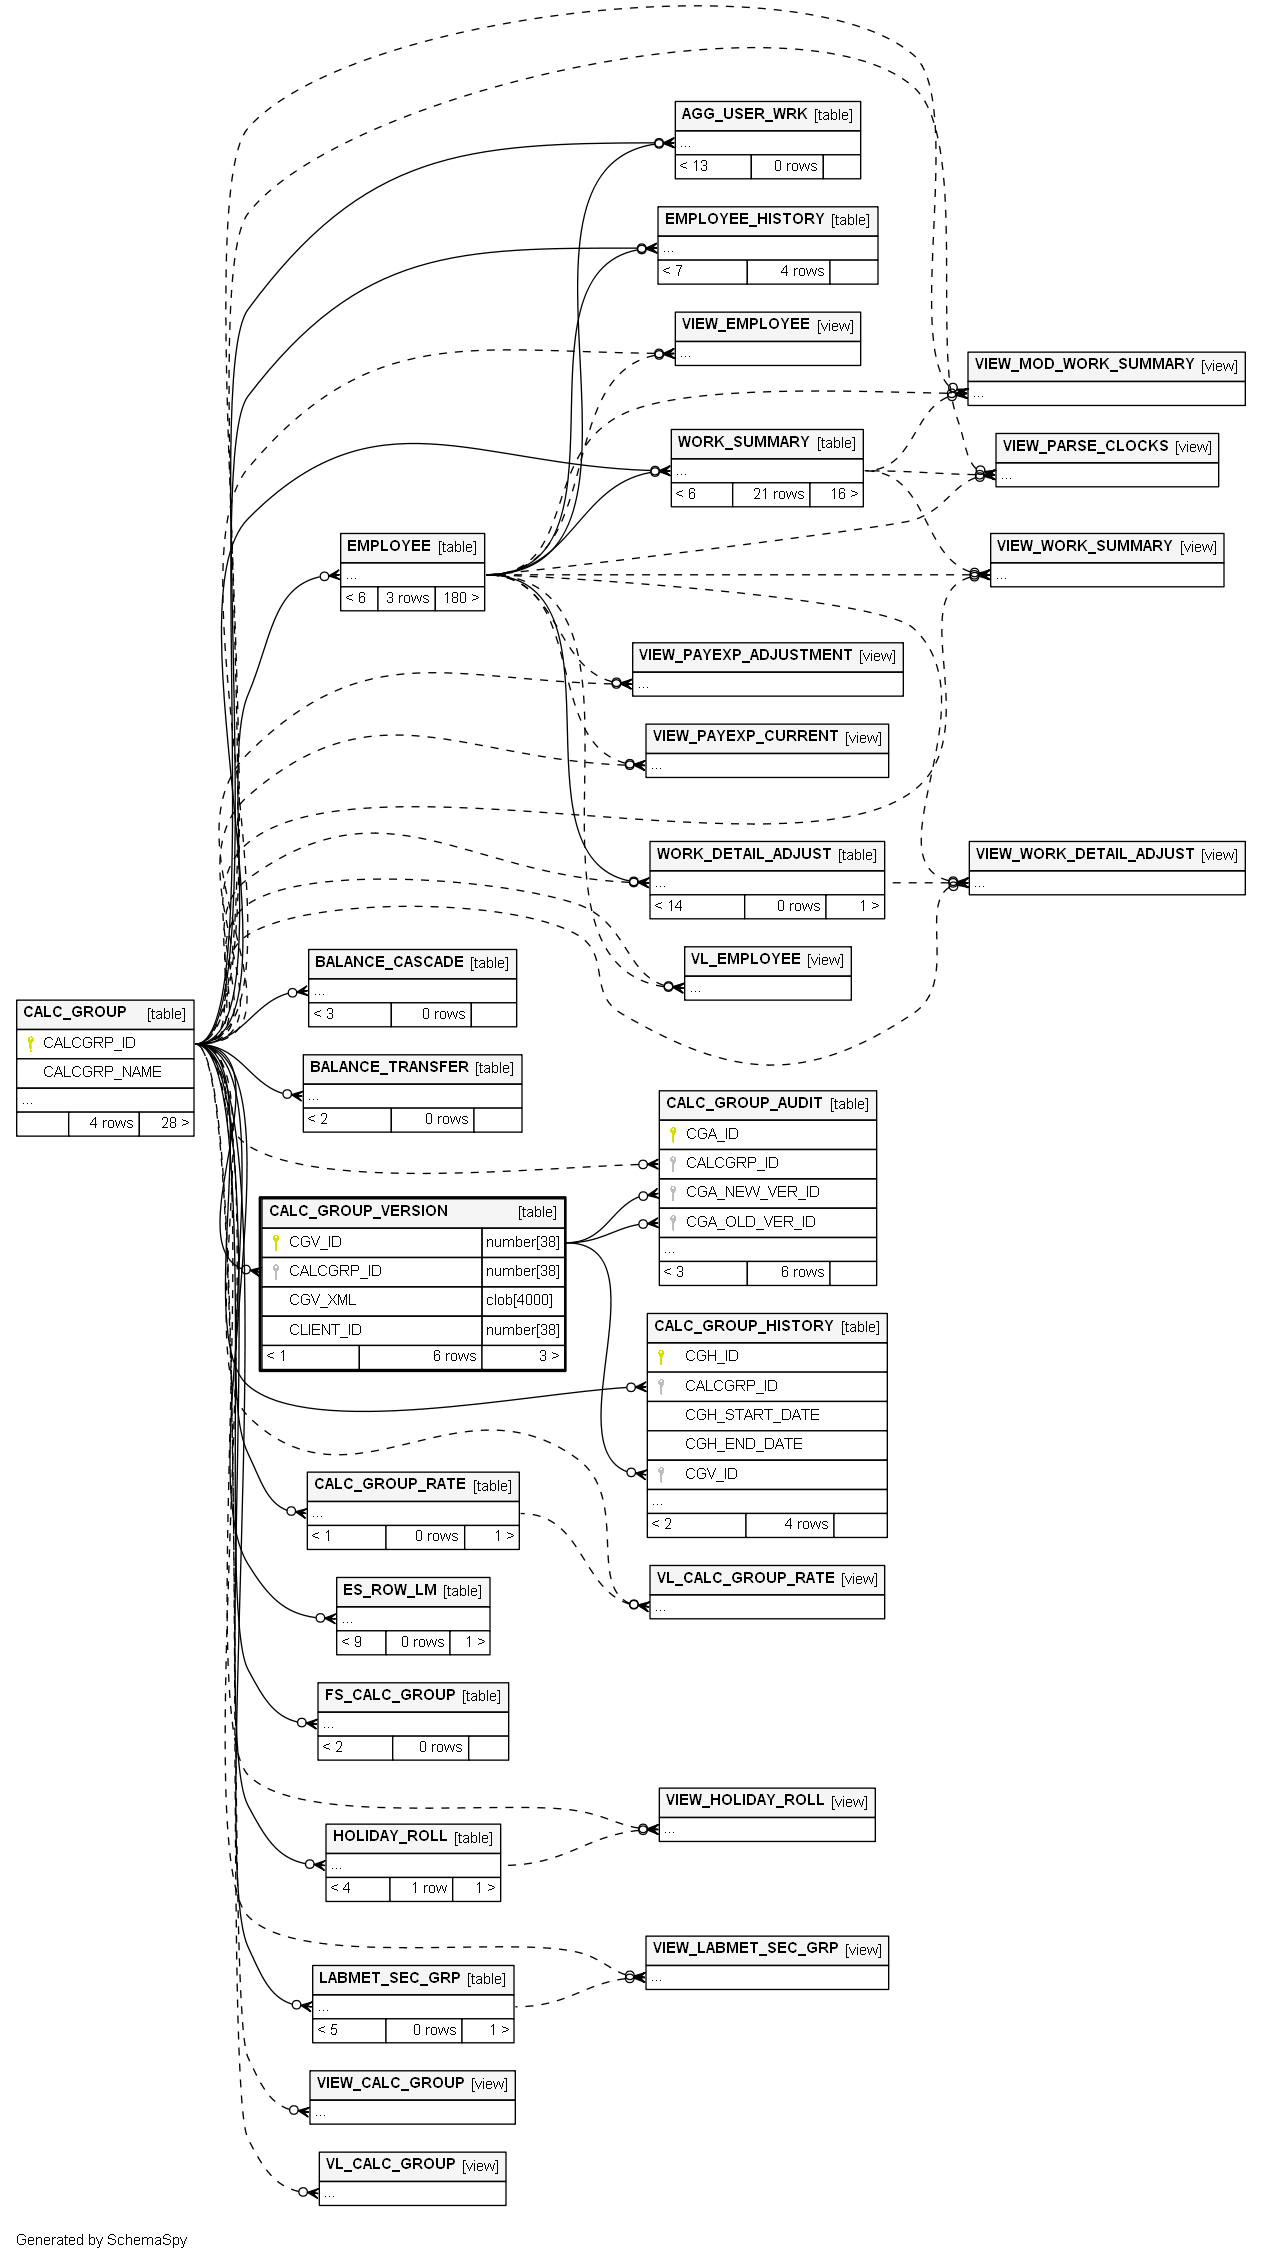 AGG_USER_WRK [table]
...
< 13 0 rows
EMPLOYEE_HISTORY [table]
...
< 7 4 rows
VIEW_EMPLOYEE [view]
...
VIEW_MOD_WORK_SUMMARY [view]
...
WORK_SUMMARY [table]
...
< 6 21 rows 16 >
VIEW_PARSE_CLOCKS [view]
...
EMPLOYEE [table]
...
< 6 3 rows 180 >
VIEW_WORK_SUMMARY [view]
...
VIEW_PAYEXP_ADJUSTMENT [view]
...
VIEW_PAYEXP_CURRENT [view]
...
WORK_DETAIL_ADJUST [table]
...
< 14 0 rows 1 >
VIEW_WORK_DETAIL_ADJUST [view]
...
VL_EMPLOYEE [view]
...
BALANCE_CASCADE [table]
...
< 3 0 rows
CALC_GROUP [table]
CALCGRP_ID
CALCGRP_NAME
...
4 rows 28 >
BALANCE_TRANSFER [table]
...
< 2 0 rows
CALC_GROUP_AUDIT [table]
CGA_ID
CALCGRP_ID
CGA_NEW_VER_ID
CGA_OLD_VER_ID
...
< 3 6 rows
CALC_GROUP_VERSION [table]
CGV_ID number[38]
CALCGRP_ID number[38]
CGV_XML clob[4000]
CLIENT_ID number[38]
< 1 6 rows 3 >
CALC_GROUP_HISTORY [table]
CGH_ID
CALCGRP_ID
CGH_START_DATE
CGH_END_DATE
CGV_ID
...
< 2 4 rows
CALC_GROUP_RATE [table]
...
< 1 0 rows 1 >
VL_CALC_GROUP_RATE [view]
...
ES_ROW_LM [table]
...
< 9 0 rows 1 >
FS_CALC_GROUP [table]
...
< 2 0 rows
VIEW_HOLIDAY_ROLL [view]
...
HOLIDAY_ROLL [table]
...
< 4 1 row 1 >
VIEW_LABMET_SEC_GRP [view]
...
LABMET_SEC_GRP [table]
...
< 5 0 rows 1 >
VIEW_CALC_GROUP [view]
...
VL_CALC_GROUP [view]
...
Generated by SchemaSpy